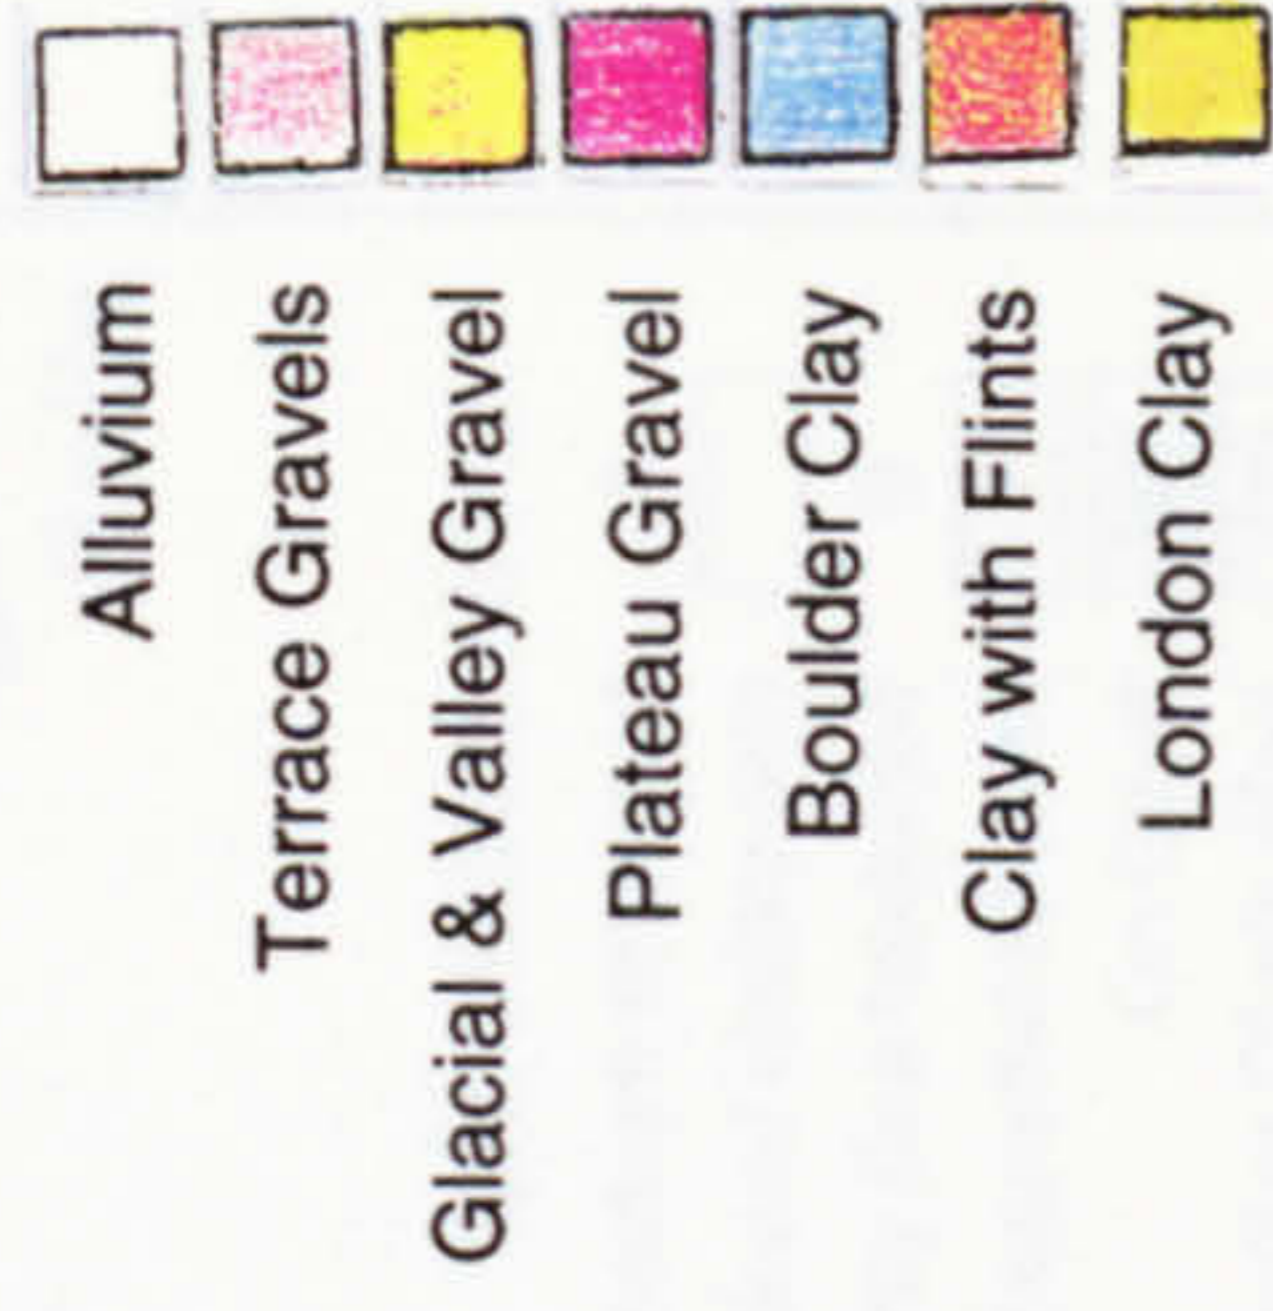 Alluvium
Terrace Gravels
Glacial & Valley Gravel
Plateau Gravel
Boulder Clay
Clay with Flints
London Clay